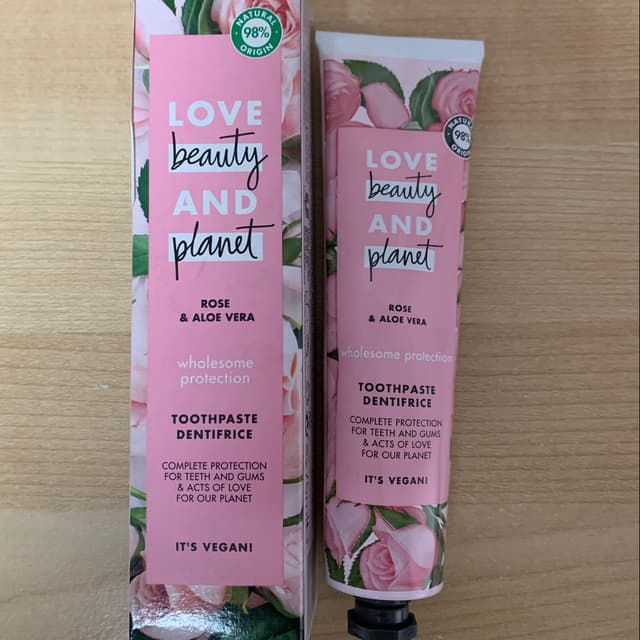 NATURAL
98%
ORIGIN
LOVE
beauty
AND
planet
ROSE
& ALOE VERA
wholesome
protection
TOOTHPASTE
DENTIFRICE
COMPLETE PROTECTION
FOR TEETH AND GUMS
& ACTS OF LOVE
FOR OUR PLANET
IT'S VEGAN!
98%
LOVE
beauty
AND
planet
ROSE
& ALOE VERA
wholesome protection
TOOTHPASTE
DENTIFRICE
COMPLETE PROTECTION
FOR TEETH AND GUMS
& ACTS OF LOVE
FOR OUR PLANET
IT'S VEGAN!